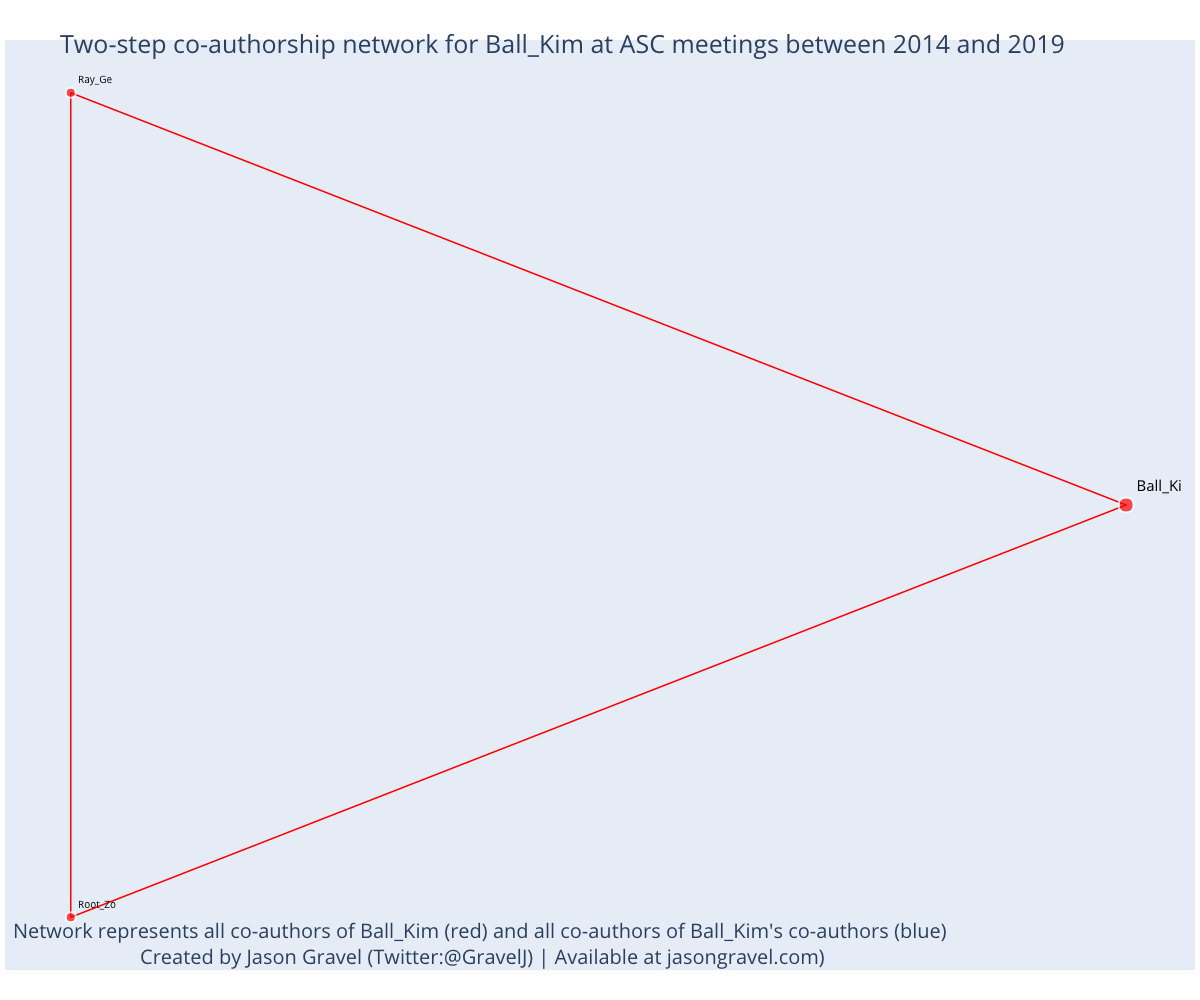 Two-step co-authorship network for Ball_Kim at ASC meetings between 2014 and 2019
Ray_Ge
Ball_Ki
Root_Zo
Network represents all co-authors of Ball_Kim (red) and all co-authors of Ball_Kim's co-authors (blue)
Created by Jason Gravel (Twitter:@GravelJ) | Available at jasongravel.com)